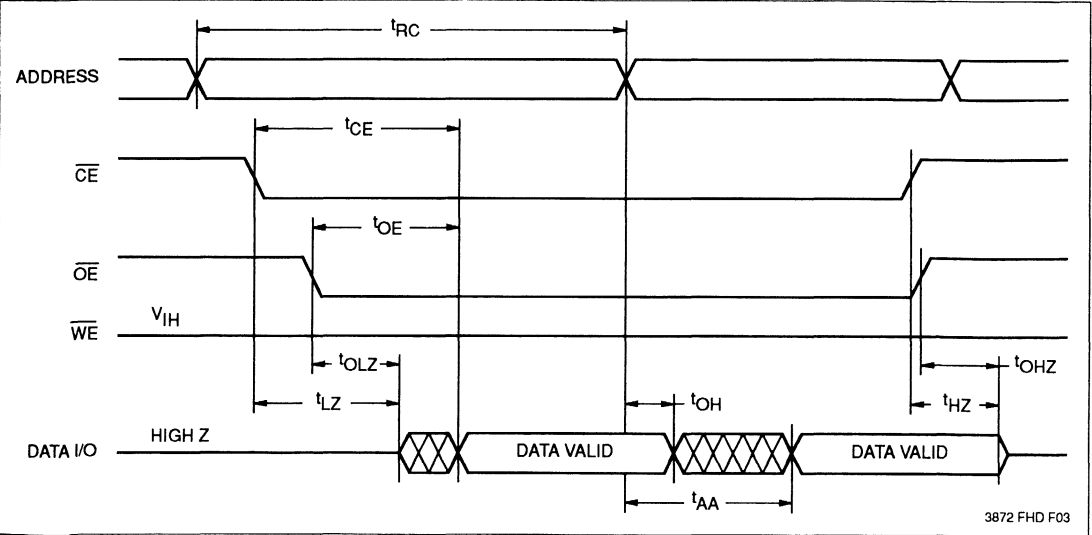 tRC
ADDRESS
tCE
CE
tOE
OE
VIH
WE
tOLZ
tOHZ
tLZ
tOH
tHZ
HIGH Z
DATA I/O
DATA VALID
DATA VALID
tAA
3872 FHD F03